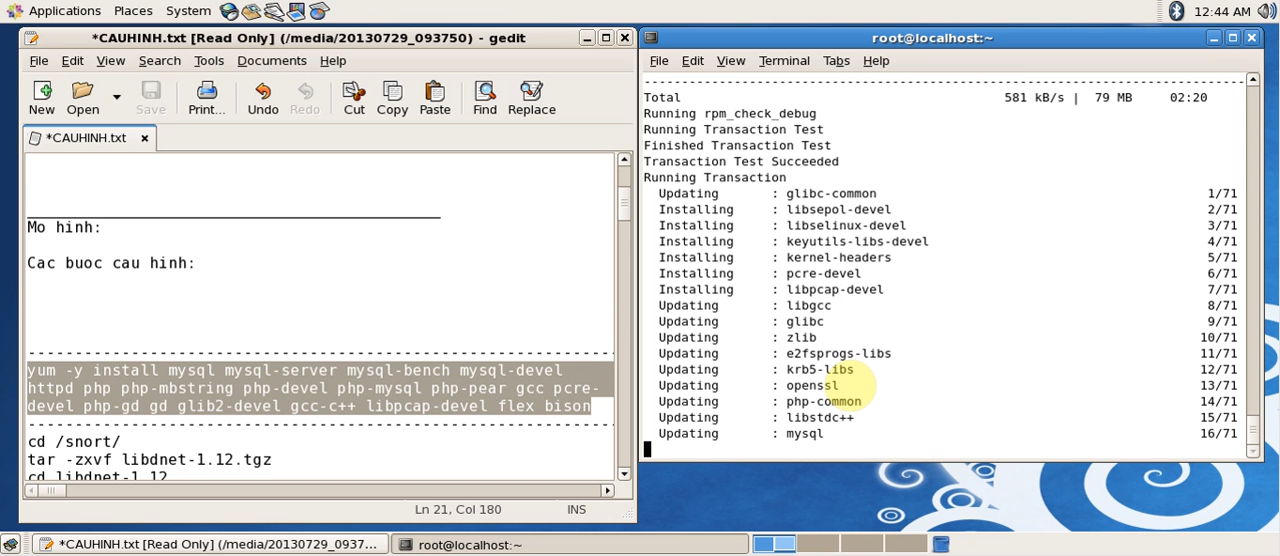 Applications Places System 12:44 AM
*CAUHINH.txt [Read Only] (/media/20130729_093750) - gedit
File Edit View Search Tools Documents Help
New Open Save Print... Undo Redo Cut Copy Paste Find Replace
*CAUHINH.txt x
Mo hinh:
Cac buoc cau hinh:
--------------------------------------------------------------
yum -y install mysql mysql-server mysql-bench mysql-devel
httpd php php-mbstring php-devel php-mysql php-pear gcc pcre-
devel php-gd gd glib2-devel gcc-c++ libpcap-devel flex bison
--------------------------------------------------------------
cd /snort/
tar -zxvf libdnet-1.12.tgz
cd libdnet-1.12
Ln 21, Col 180 INS
root@localhost:~
File Edit View Terminal Tabs Help
--------------------------------------------------------------------------------
Total 581 kB/s | 79 MB 02:20
Running rpm_check_debug
Running Transaction Test
Finished Transaction Test
Transaction Test Succeeded
Running Transaction
Updating : glibc-common 1/71
Installing : libsepol-devel 2/71
Installing : libselinux-devel 3/71
Installing : keyutils-libs-devel 4/71
Installing : kernel-headers 5/71
Installing : pcre-devel 6/71
Installing : libpcap-devel 7/71
Updating : libgcc 8/71
Updating : glibc 9/71
Updating : zlib 10/71
Updating : e2fsprogs-libs 11/71
Updating : krb5-libs 12/71
Updating : openssl 13/71
Updating : php-common 14/71
Updating : libstdc++ 15/71
Updating : mysql 16/71
*CAUHINH.txt [Read Only] (/media/20130729_0937... root@localhost:~